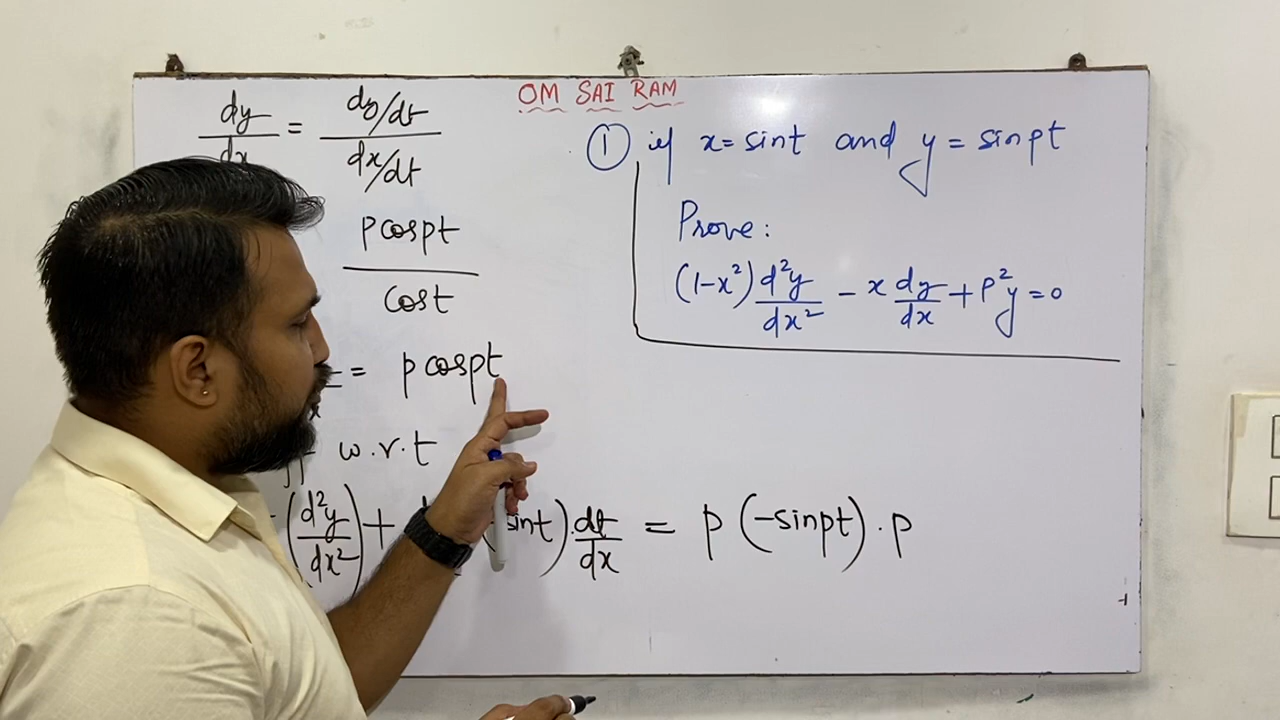 OM SAI RAM
dy/dx = (dy/dt)/(dx/dt)
p cospt / cost
= p cospt
w.r.t
(d²y/dx²) + (-sint) . dt/dx = p (-sinpt) . p
① if x = sint and y = sinpt
Prove:
(1-x²) d²y/dx² - x dy/dx + p²y = 0